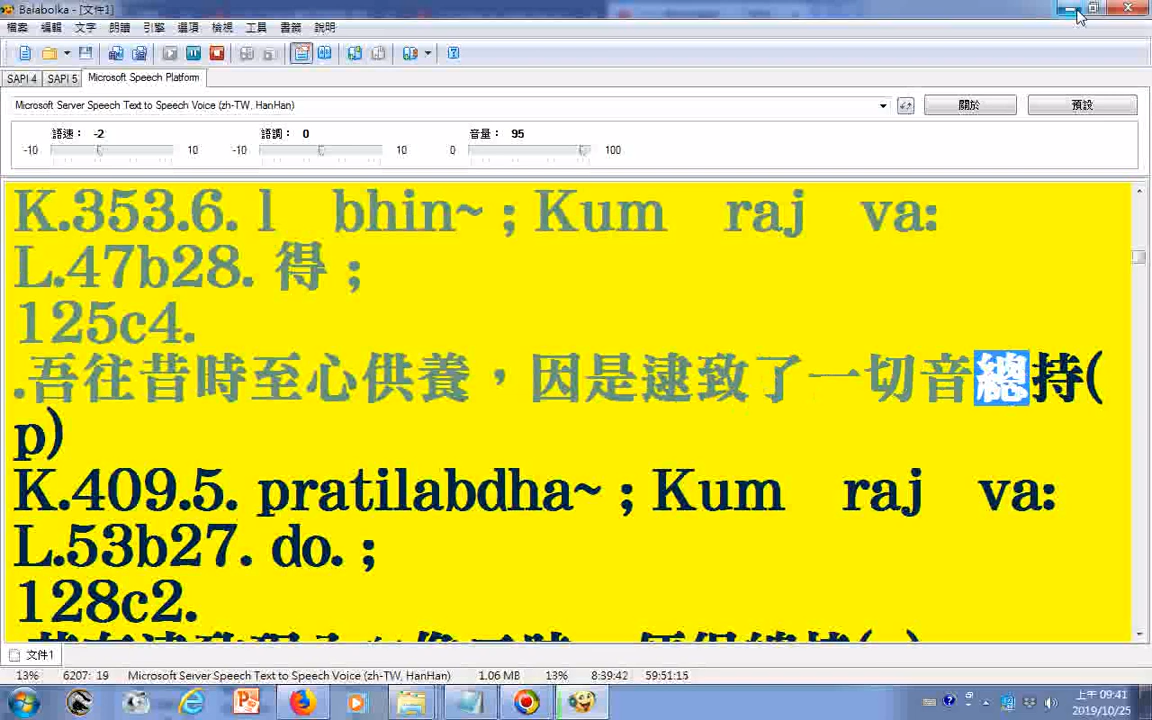 Balabolka - [文件1]
檔案 編輯 文字 朗讀 引擎 選項 檢視 工具 書籤 說明
SAPI 4 SAPI 5 Microsoft Speech Platform
Microsoft Server Speech Text to Speech Voice (zh-TW, HanHan) 關於 預設
語速： -2 語調： 0 音量： 95
-10 10 -10 10 0 100
K.353.6. l bhin~ ; Kum raj va:
L.47b28. 得 ;
125c4.
.吾往昔時至心供養，因是逮致了一切音總持(
p)
K.409.5. pratilabdha~ ; Kum raj va:
L.53b27. do. ;
128c2.
文件1
13% 6207: 19 Microsoft Server Speech Text to Speech Voice (zh-TW, HanHan) 1.06 MB 13% 8:39:42 59:51:15
上午 09:41
2019/10/25